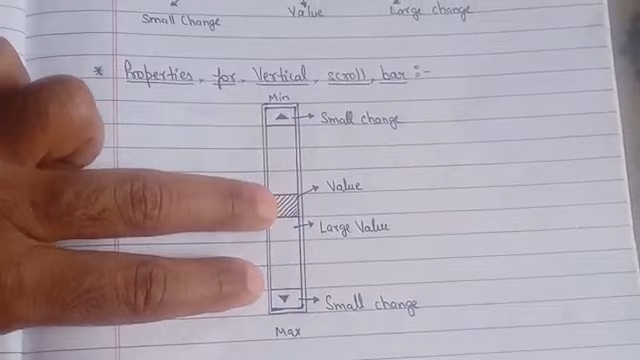 Small Change Value Large change
* Properties for Vertical scroll bar :-
Min
Small change
Value
Large Value
Small change
Max